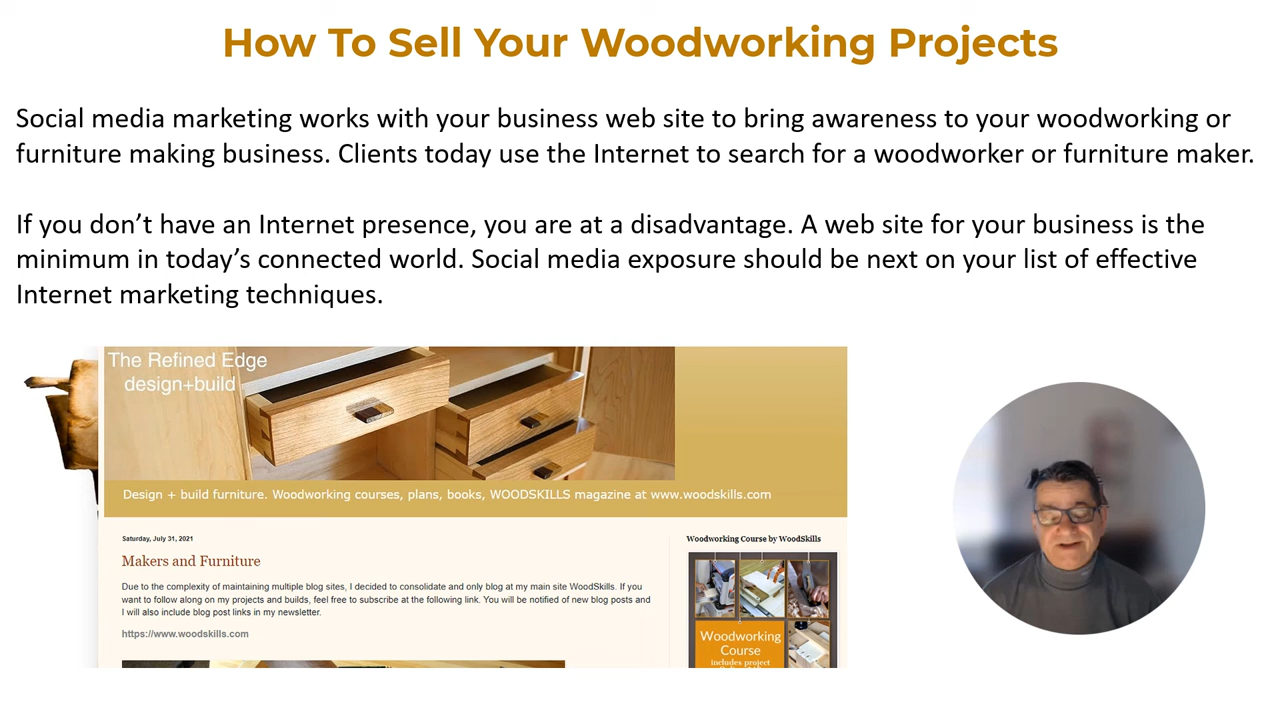 How To Sell Your Woodworking Projects
Social media marketing works with your business web site to bring awareness to your woodworking or
furniture making business. Clients today use the Internet to search for a woodworker or furniture maker.
If you don’t have an Internet presence, you are at a disadvantage. A web site for your business is the
minimum in today’s connected world. Social media exposure should be next on your list of effective
Internet marketing techniques.
The Refined Edge
design+build
Design + build furniture. Woodworking courses, plans, books, WOODSKILLS magazine at www.woodskills.com
Saturday, July 31, 2021
Makers and Furniture
Due to the complexity of maintaining multiple blog sites, I decided to consolidate and only blog at my main site WoodSkills. If you
want to follow along on my projects and builds, feel free to subscribe at the following link. You will be notified of new blog posts and
I will also include blog post links in my newsletter.
https://www.woodskills.com
Woodworking Course by WoodSkills
Woodworking
Course
includes project